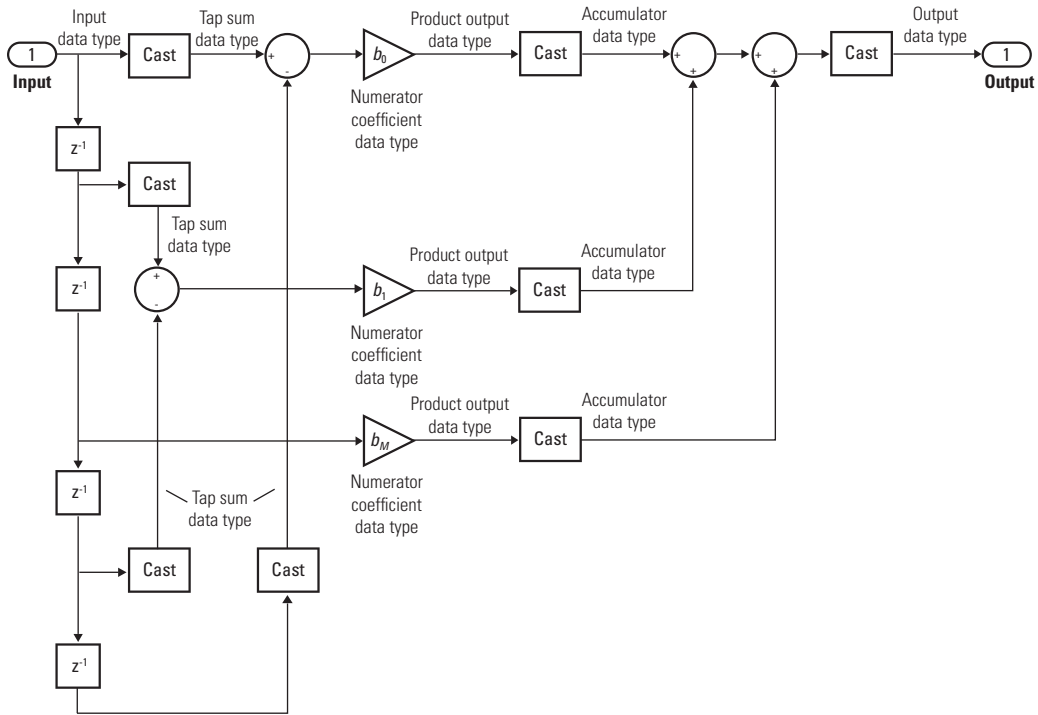 Input
data type
Tap sum
data type
Product output
data type
Accumulator
data type
Output
data type
1
Input
Cast
+
-
b0
Cast
+
+
+
+
Cast
1
Output
Numerator
coefficient
data type
z-1
Cast
Tap sum
data type
z-1
+
-
b1
Product output
data type
Cast
Accumulator
data type
Numerator
coefficient
data type
bM
Product output
data type
Cast
Accumulator
data type
Numerator
coefficient
data type
z-1
Tap sum
data type
Cast
Cast
z-1